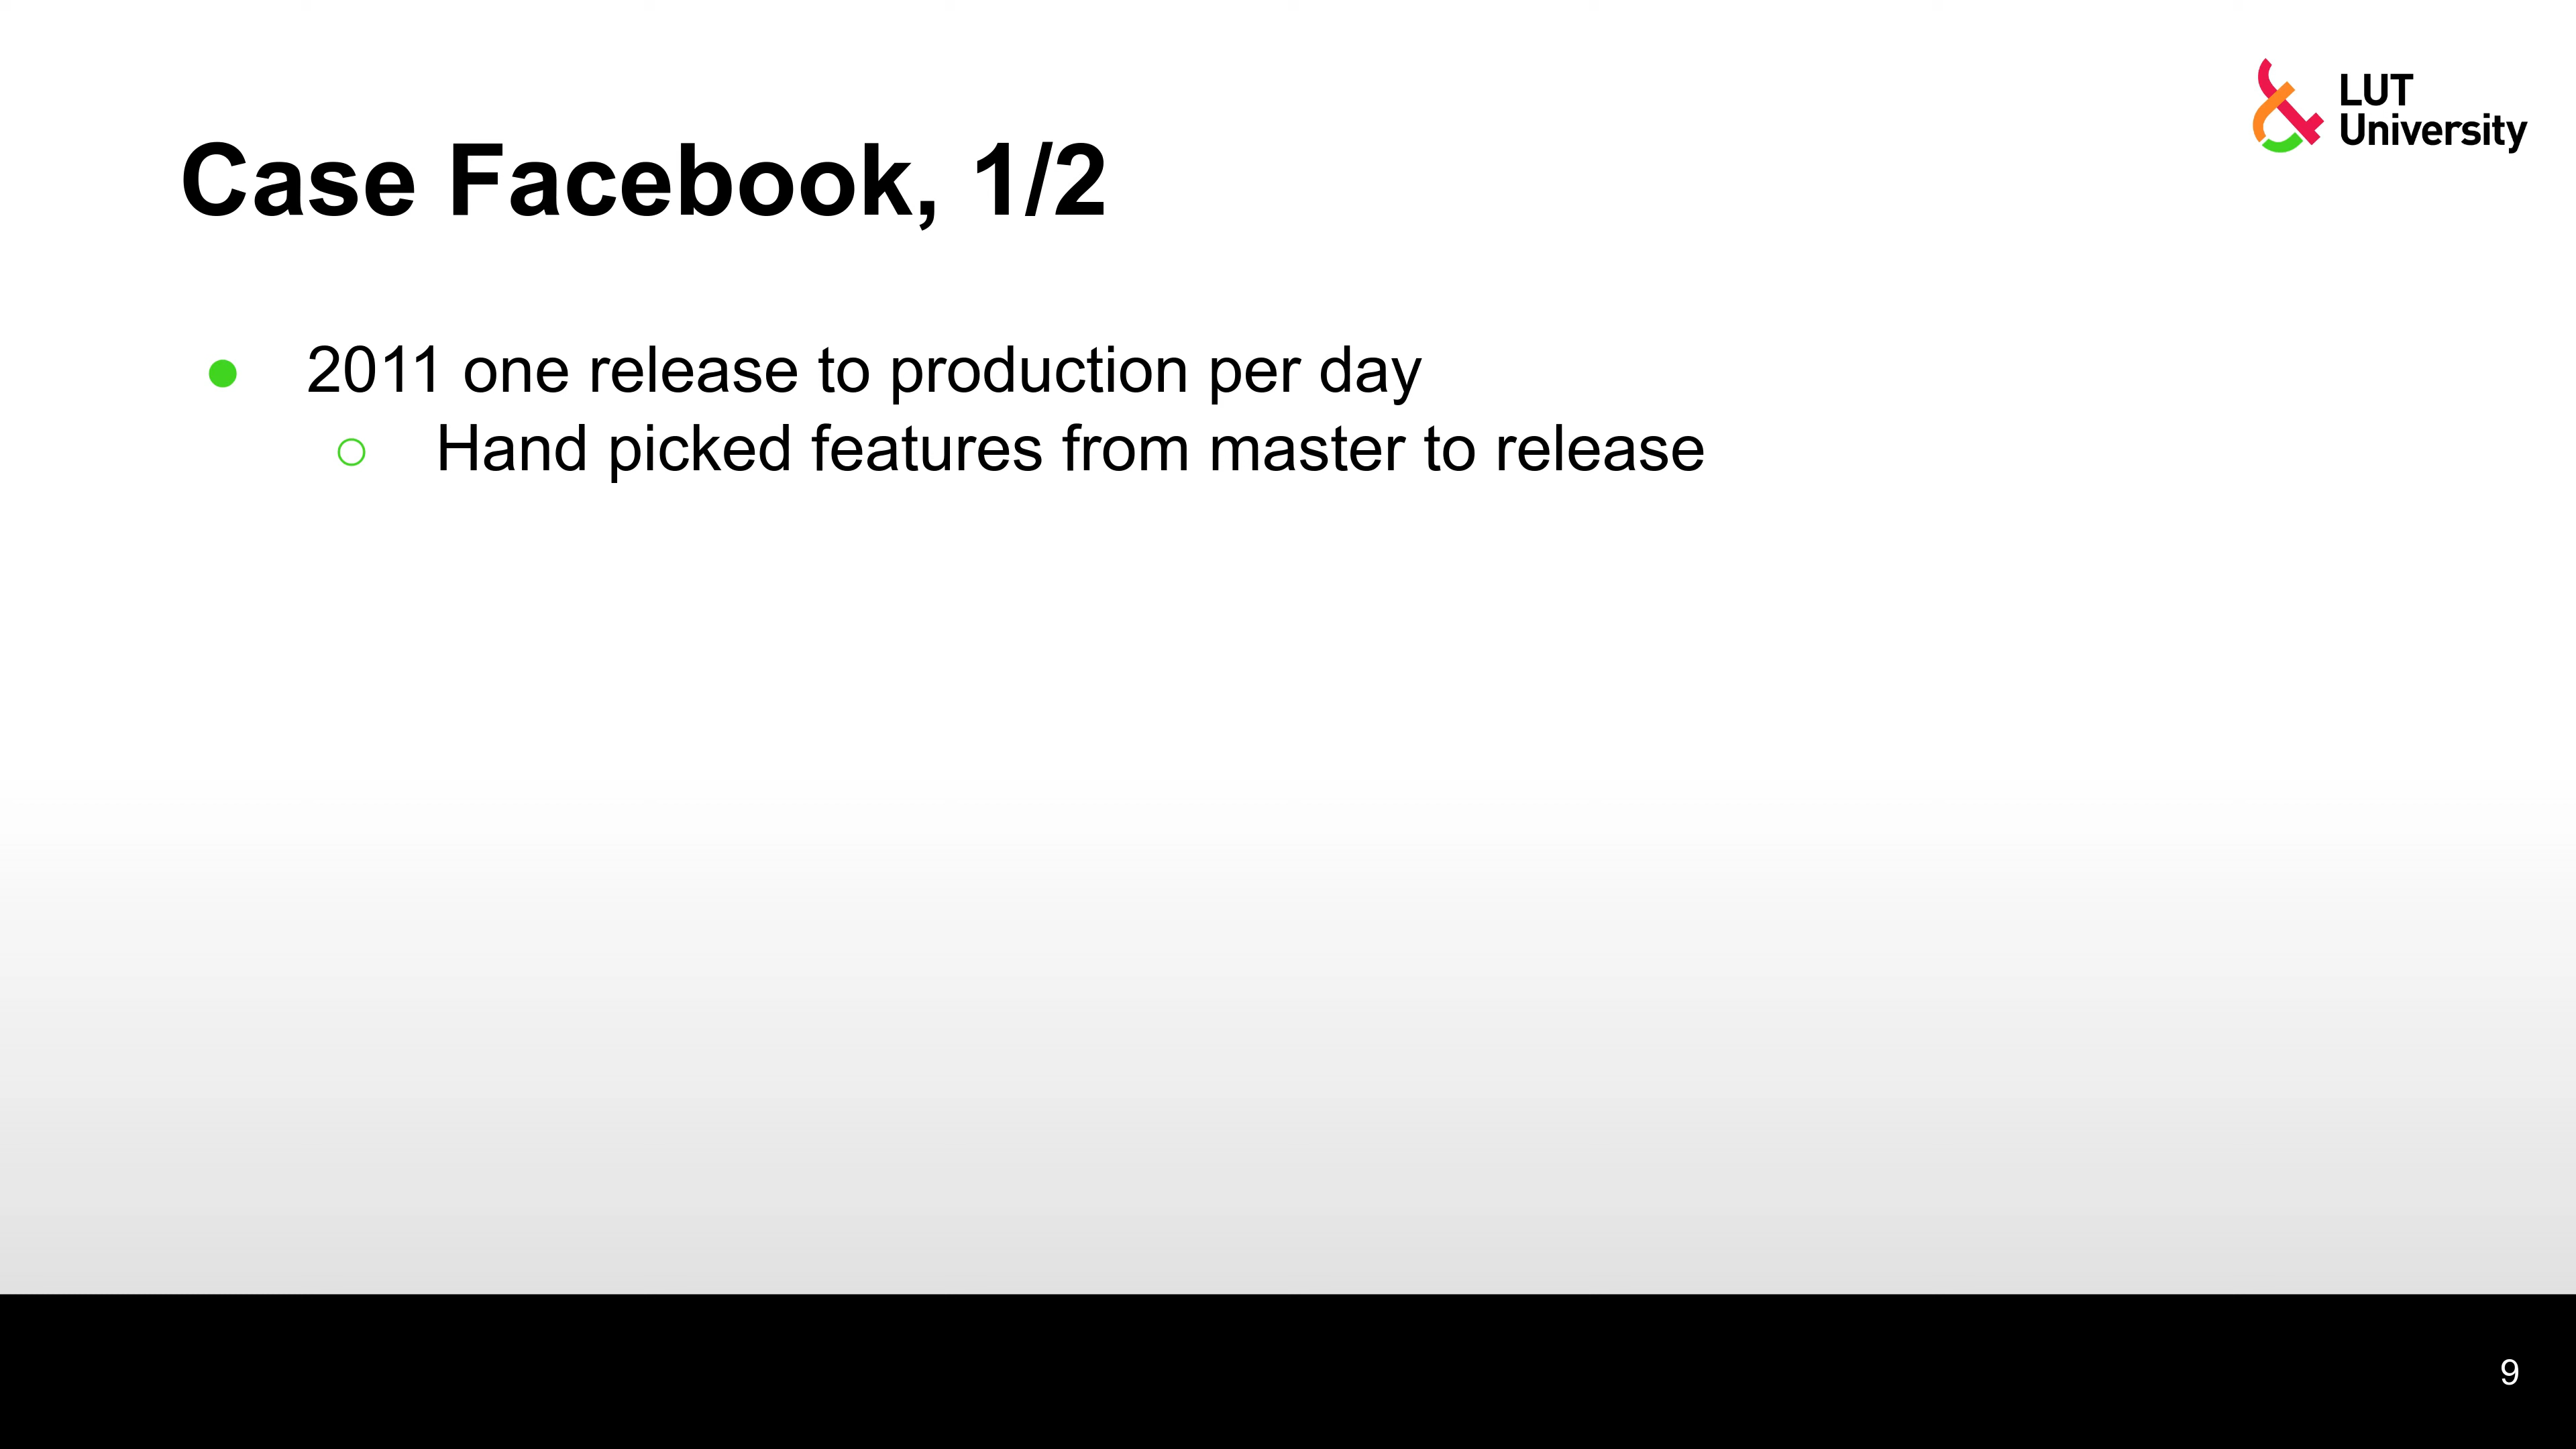 LUT
University
Case Facebook, 1/2
● 2011 one release to production per day
○ Hand picked features from master to release
9